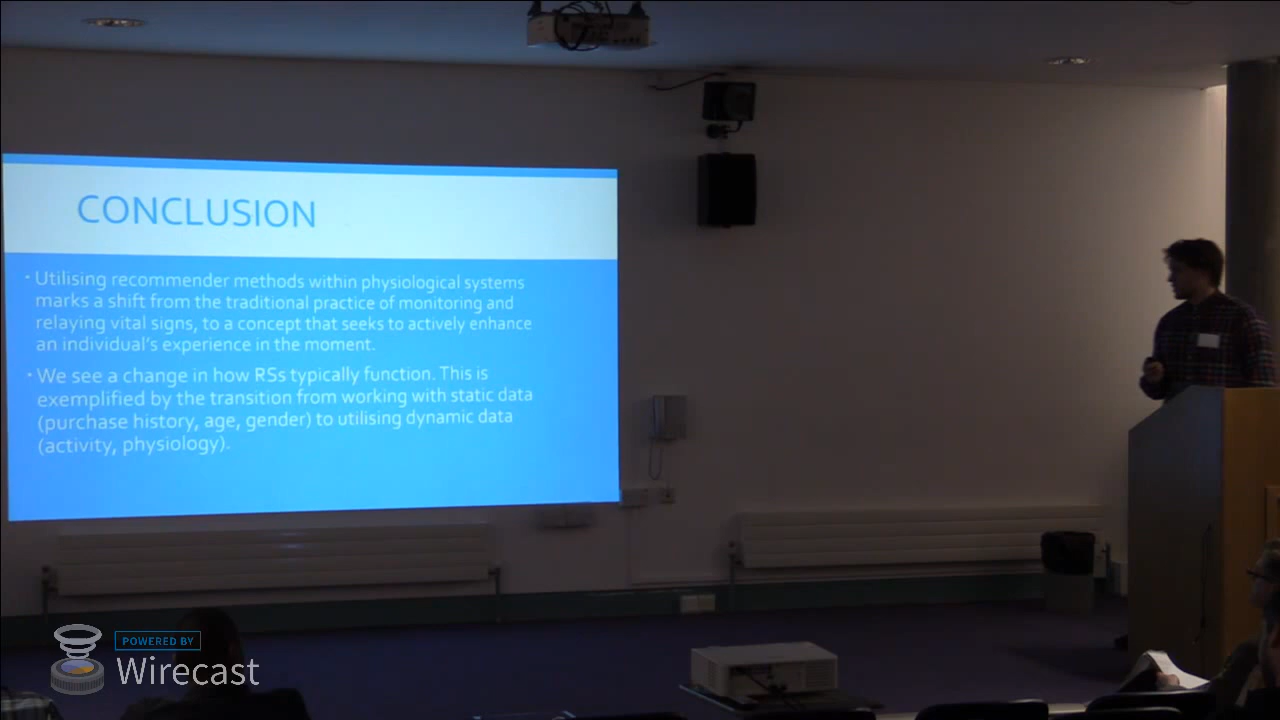 CONCLUSION
· Utilising recommender methods within physiological systems
marks a shift from the traditional practice of monitoring and
relaying vital signs, to a concept that seeks to actively enhance
an individual's experience in the moment.
· We see a change in how RSs typically function. This is
exemplified by the transition from working with static data
(purchase history, age, gender) to utilising dynamic data
(activity, physiology).
POWERED BY
Wirecast